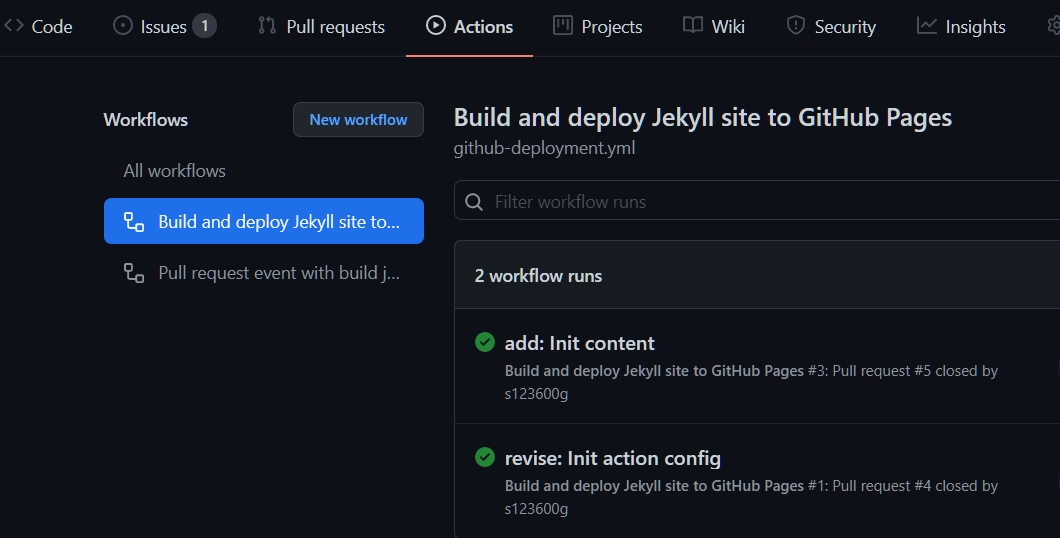 Code Issues 1 Pull requests Actions Projects Wiki Security Insights
Workflows
New workflow
All workflows
Build and deploy Jekyll site to...
Pull request event with build j...
Build and deploy Jekyll site to GitHub Pages
github-deployment.yml
Filter workflow runs
2 workflow runs
add: Init content
Build and deploy Jekyll site to GitHub Pages #3: Pull request #5 closed by
s123600g
revise: Init action config
Build and deploy Jekyll site to GitHub Pages #1: Pull request #4 closed by
s123600g